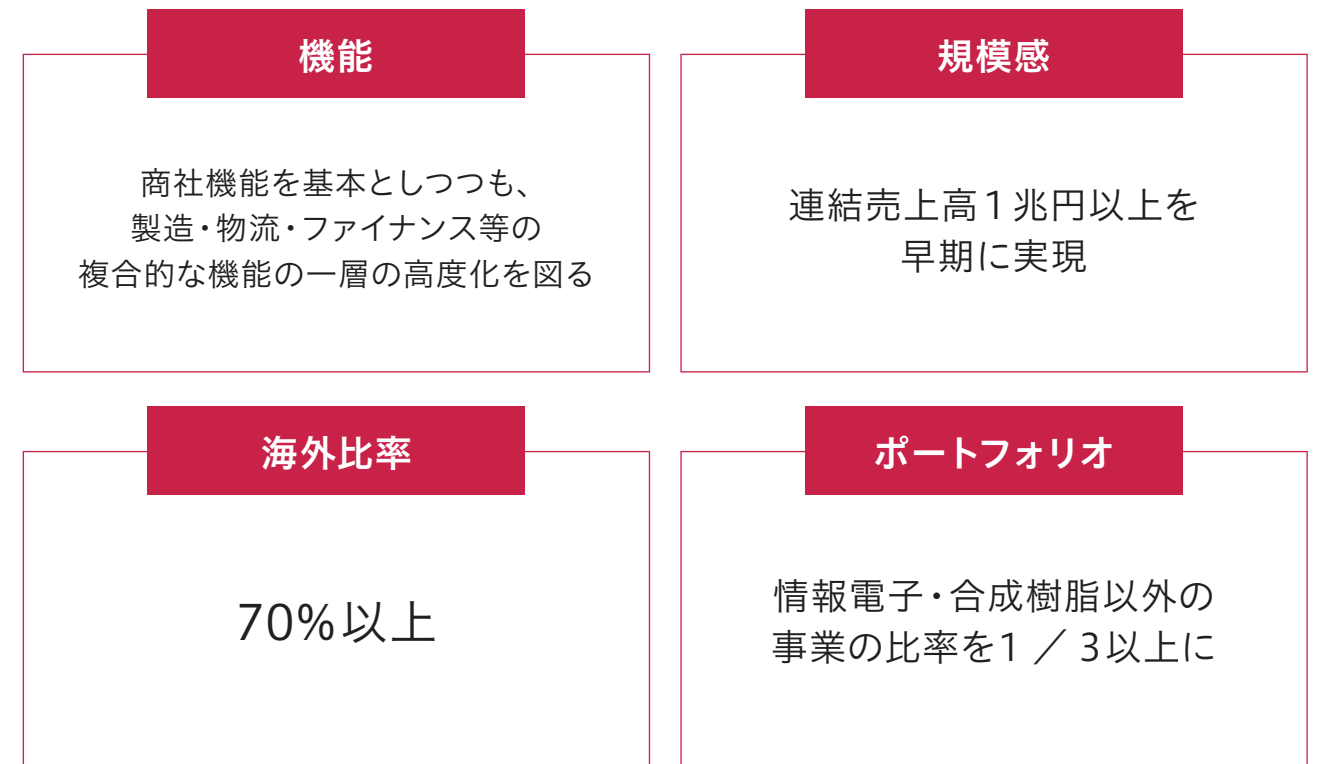 機能
商社機能を基本としつつも、
製造・物流・ファイナンス等の
複合的な機能の一層の高度化を図る
規模感
連結売上高1兆円以上を
早期に実現
海外比率
70%以上
ポートフォリオ
情報電子・合成樹脂以外の
事業の比率を1 ／ 3以上に